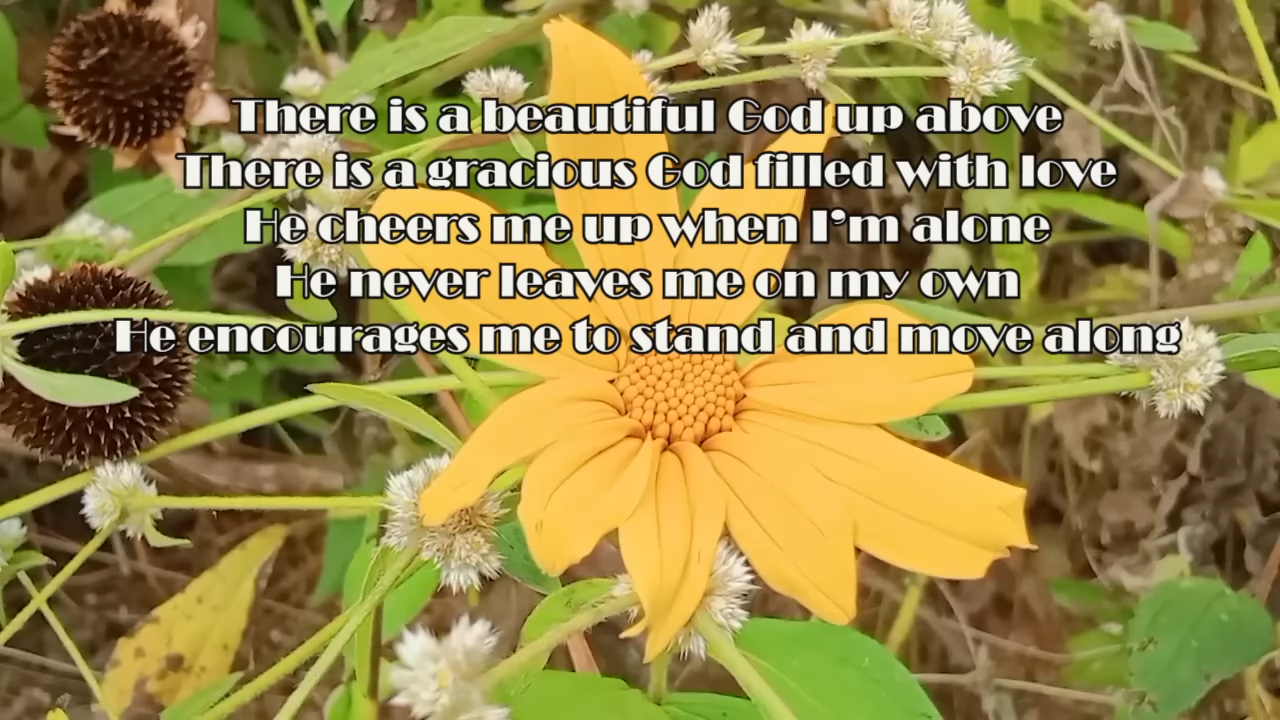 There is a beautiful God up above
There is a gracious God filled with love
He cheers me up when I'm alone
He never leaves me on my own
He encourages me to stand and move along